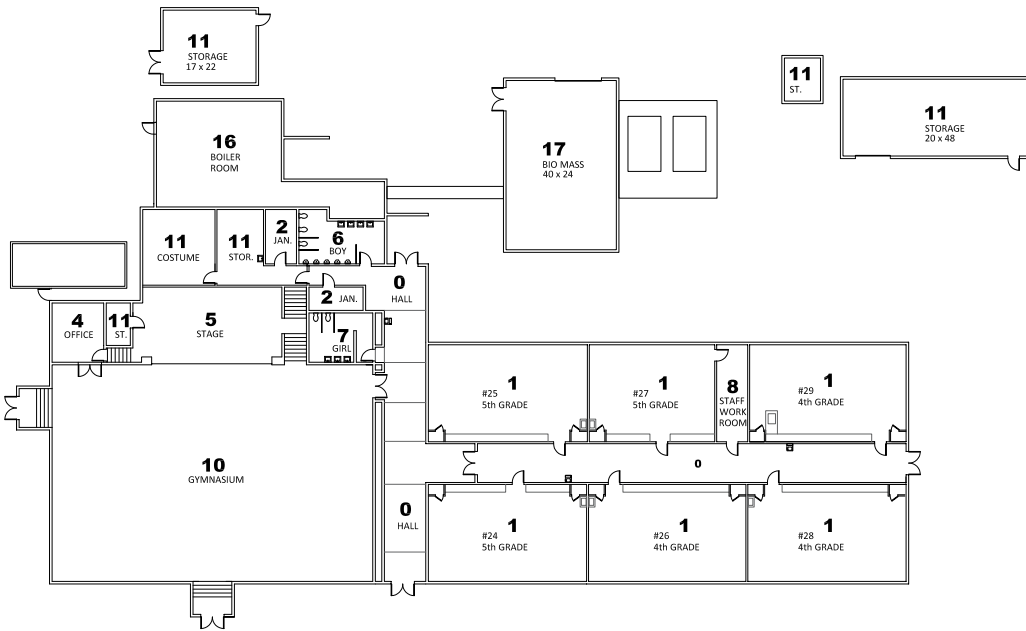 11
STORAGE
17 x 22
11
ST.
11
STORAGE
20 x 48
16
BOILER
ROOM
17
BIO MASS
40 x 24
11
COSTUME
11
STOR.
2
JAN.
6
BOY
0
HALL
2 JAN.
4
OFFICE
11
ST.
5
STAGE
7
GIRL
1
#25
5th GRADE
1
#27
5th GRADE
8
STAFF
WORK
ROOM
1
#29
4th GRADE
10
GYMNASIUM
0
0
HALL
1
#24
5th GRADE
1
#26
4th GRADE
1
#28
4th GRADE